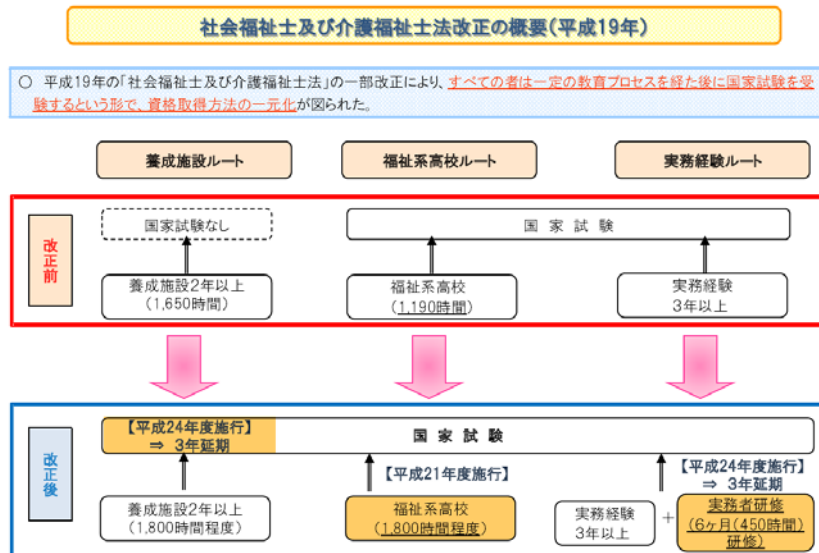 社会福祉士及び介護福祉士法改正の概要(平成19年)
○ 平成19年の「社会福祉士及び介護福祉士法」の一部改正により、すべての者は一定の教育プロセスを経た後に国家試験を受
験するという形で、資格取得方法の一元化が図られた。
養成施設ルート
福祉系高校ルート
実務経験ルート
改正前
国家試験なし
国 家 試 験
養成施設2年以上
(1,650時間)
福祉系高校
(1,190時間)
実務経験
3年以上
改正後
【平成24年度施行】
⇒ 3年延期
国 家 試 験
【平成21年度施行】
【平成24年度施行】
⇒ 3年延期
養成施設2年以上
(1,800時間程度)
福祉系高校
(1,800時間程度)
実務経験
3年以上
+
実務者研修
(6ヶ月(450時間)
研修)